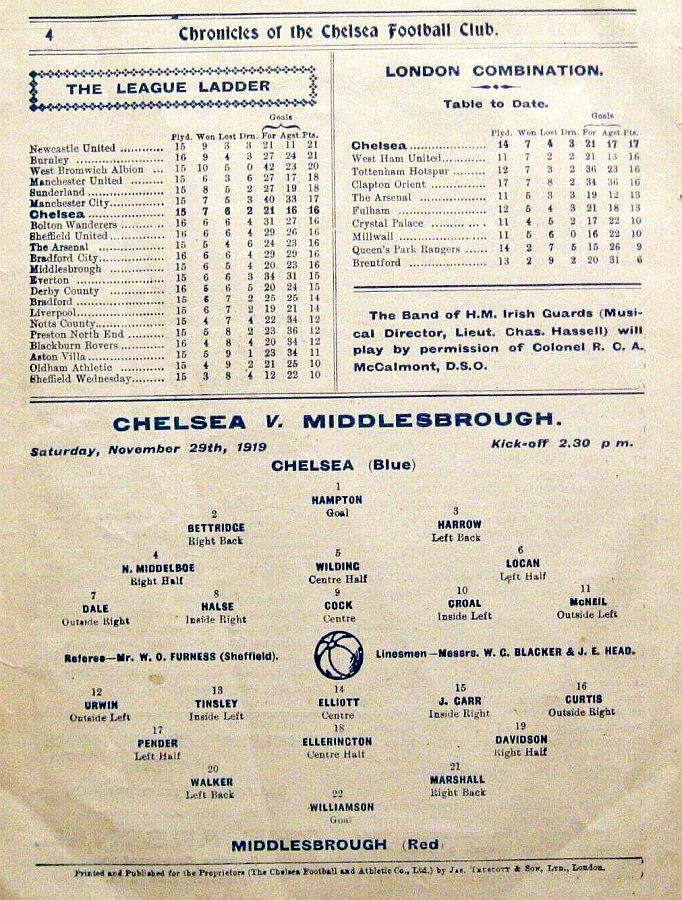 4
Chronicles of the Chelsea Football Club.
THE LEAGUE LADDER
Goals
Plyd. Won Lost Drn. For Agst. Pts.
Newcastle United ............ 15 9 3 3 21 11 21
Burnley ..................... 16 9 4 3 27 24 21
West Bromwich Albion ... 15 10 5 0 42 23 20
Manchester United ....... 15 6 3 6 27 17 18
Sunderland ................. 15 8 5 2 27 19 18
Manchester City............ 15 7 5 3 40 33 17
Chelsea ..................... 15 7 6 2 21 16 16
Bolton Wanderers ......... 16 6 6 4 31 27 16
Sheffield United ............ 16 6 6 4 29 26 16
The Arsenal ............... 15 5 4 6 24 23 16
Bradford City............... 16 6 6 4 29 29 16
Middlesbrough ............ 15 6 5 4 20 23 16
Everton ..................... 15 6 6 3 34 31 15
Derby County ............ 16 5 6 5 20 24 15
Bradford ..................... 15 6 7 2 25 25 14
Liverpool..................... 15 6 7 2 19 21 14
Notts County............... 15 4 7 4 22 34 12
Preston North End ......... 15 5 8 2 23 36 12
Blackburn Rovers ......... 16 4 8 4 20 34 12
Aston Villa.................. 15 5 9 1 23 34 11
Oldham Athletic ............ 15 4 9 2 21 25 10
Sheffield Wednesday......... 15 3 8 4 12 22 10
LONDON COMBINATION.
Table to Date.
Goals
Plyd. Won Lost Drn. For Agst. Pts.
Chelsea ..................... 14 7 4 3 21 17 17
West Ham United............ 11 7 2 2 21 13 16
Tottenham Hotspur ......... 12 7 3 2 36 23 16
Clapton Orient ............... 17 7 8 2 34 36 16
The Arsenal .................. 11 5 3 3 19 12 13
Fulham ..................... 12 5 4 3 21 18 13
Crystal Palace ............... 11 4 5 2 17 22 10
Millwall ..................... 11 5 6 0 16 22 10
Queen's Park Rangers ...... 14 2 7 5 15 26 9
Brentford ..................... 13 2 9 2 20 31 6
The Band of H.M. Irish Guards (Musi-
cal Director, Lieut. Chas. Hassell) will
play by permission of Colonel R. C. A.
McCalmont, D.S.O.
CHELSEA V. MIDDLESBROUGH.
Saturday, November 29th, 1919 Kick-off 2.30 p m.
CHELSEA (Blue)
1
HAMPTON
Goal
2 3
BETTRIDGE HARROW
Right Back Left Back
4 5 6
N. MIDDELBOE WILDING LOGAN
Right Half Centre Half Left Half
7 8 9 10 11
DALE HALSE COCK CROAL McNEIL
Outside Right Inside Right Centre Inside Left Outside Left
Referee—Mr. W. O. FURNESS (Sheffield). Linesmen—Messrs. W. C. BLACKER & J. E. HEAD.
12 13 14 15 16
URWIN TINSLEY ELLIOTT J. CARR CURTIS
Outside Left Inside Left Centre Inside Right Outside Right
17 18 19
PENDER ELLERINGTON DAVIDSON
Left Half Centre Half Right Half
20 21
WALKER MARSHALL
Left Back Right Back
22
WILLIAMSON
Goal
MIDDLESBROUGH (Red)
Printed and Published for the Proprietors (The Chelsea Football and Athletic Co., Ltd.) by Jas. Truscott & Son, Ltd., London.